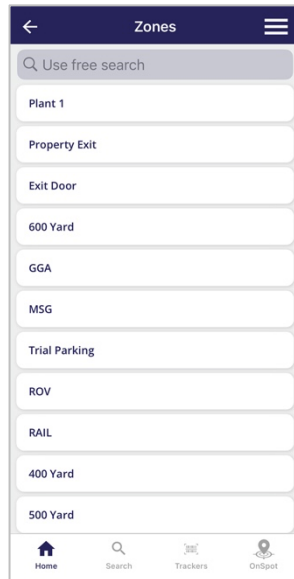 Zones
Use free search
Plant 1
Property Exit
Exit Door
600 Yard
GGA
MSG
Trial Parking
ROV
RAIL
400 Yard
500 Yard
Home
Search
Trackers
OnSpot